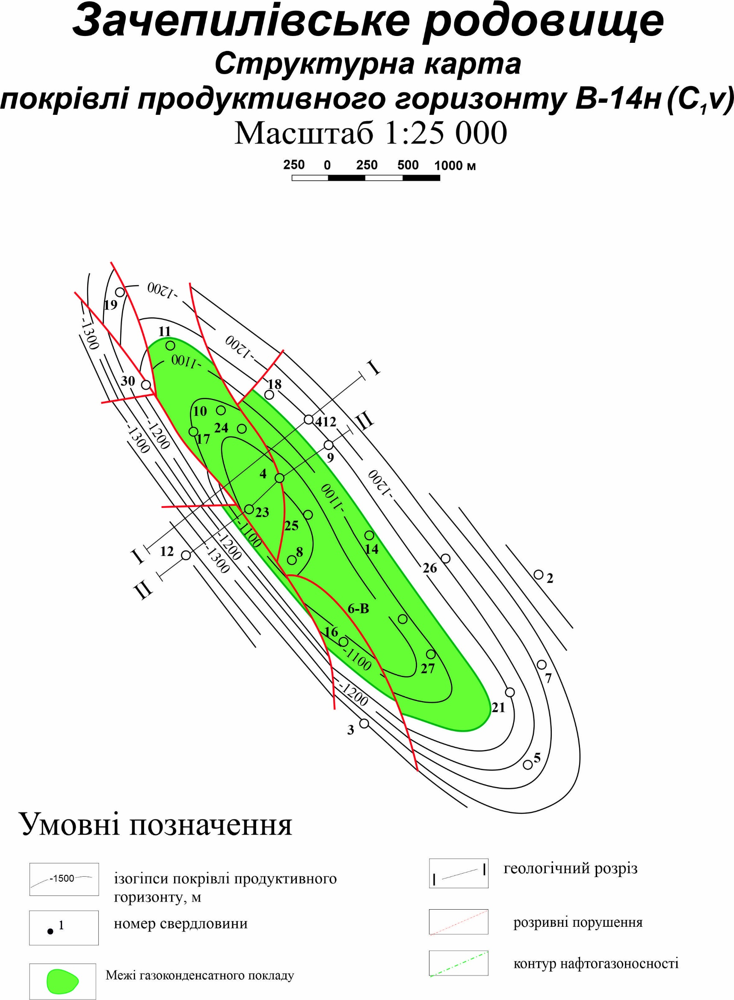 Зачепилівське родовище
Структурна карта
покрівлі продуктивного горизонту В-14н (С₁v)
Масштаб 1:25 000
250 0 250 500 1000 м
-1200
19
-1300
11
-1200
-1100
I
30
18
10
412
II
24
-1200
17
-1300
9
4
-1200
-1100
23
25
-1100
14
-1200
12
8
I
-1300
26
2
II
6-В
16
-1100
27
7
-1200
21
3
5
Умовні позначення
-1500
ізогіпси покрівлі продуктивного
горизонту, м
1
номер свердловини
Межі газоконденсатного покладу
геологічний розріз
розривні порушення
контур нафтогазоносності